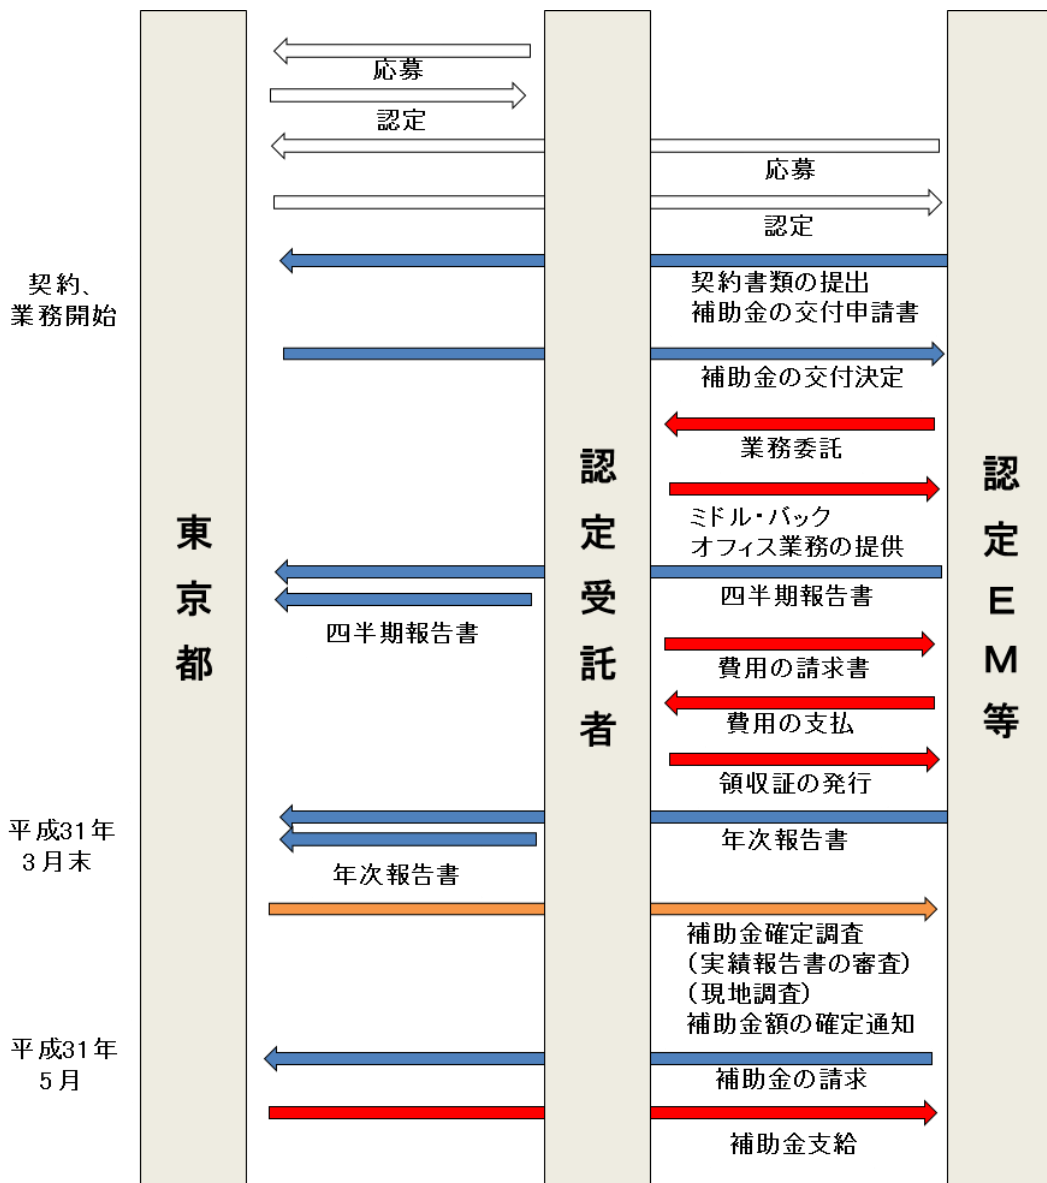 応募
認定
応募
認定
契約、
業務開始
契約書類の提出
補助金の交付申請書
補助金の交付決定
業務委託
ミドル・バック
オフィス業務の提供
東京都
認定受託者
認定EM等
四半期報告書
四半期報告書
費用の請求書
費用の支払
領収証の発行
平成31年
3月末
年次報告書
年次報告書
補助金確定調査
(実績報告書の審査)
(現地調査)
補助金額の確定通知
平成31年
5月
補助金の請求
補助金支給